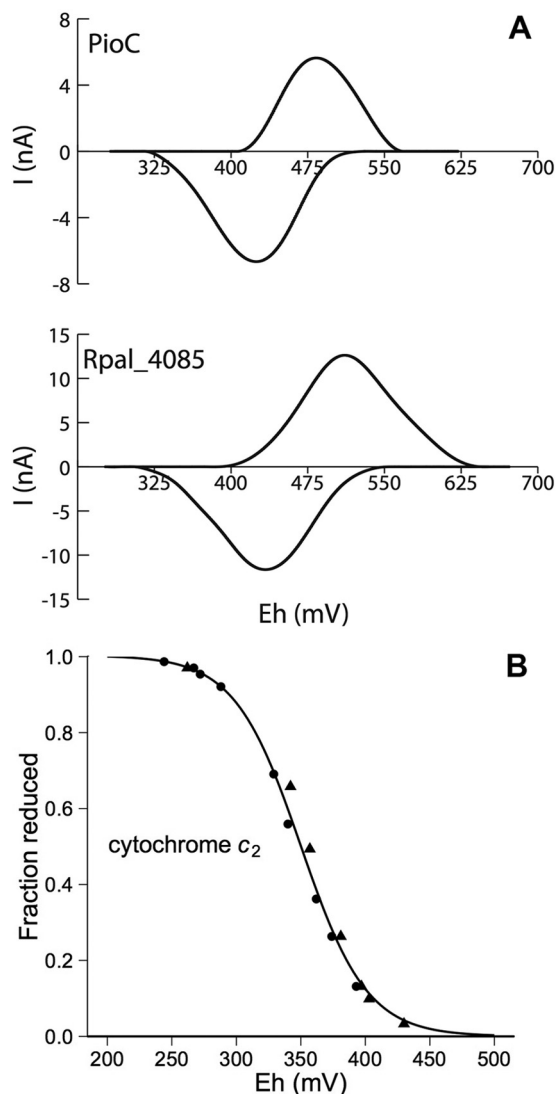 A
PioC
8
4
0
-4
-8
I (nA)
325 400 475 550 625 700
Rpal_4085
15
10
5
0
-5
-10
-15
I (nA)
325 400 475 550 625 700
Eh (mV)
B
1.0
0.8
0.6
0.4
0.2
0.0
Fraction reduced
cytochrome c2
200 250 300 350 400 450 500
Eh (mV)